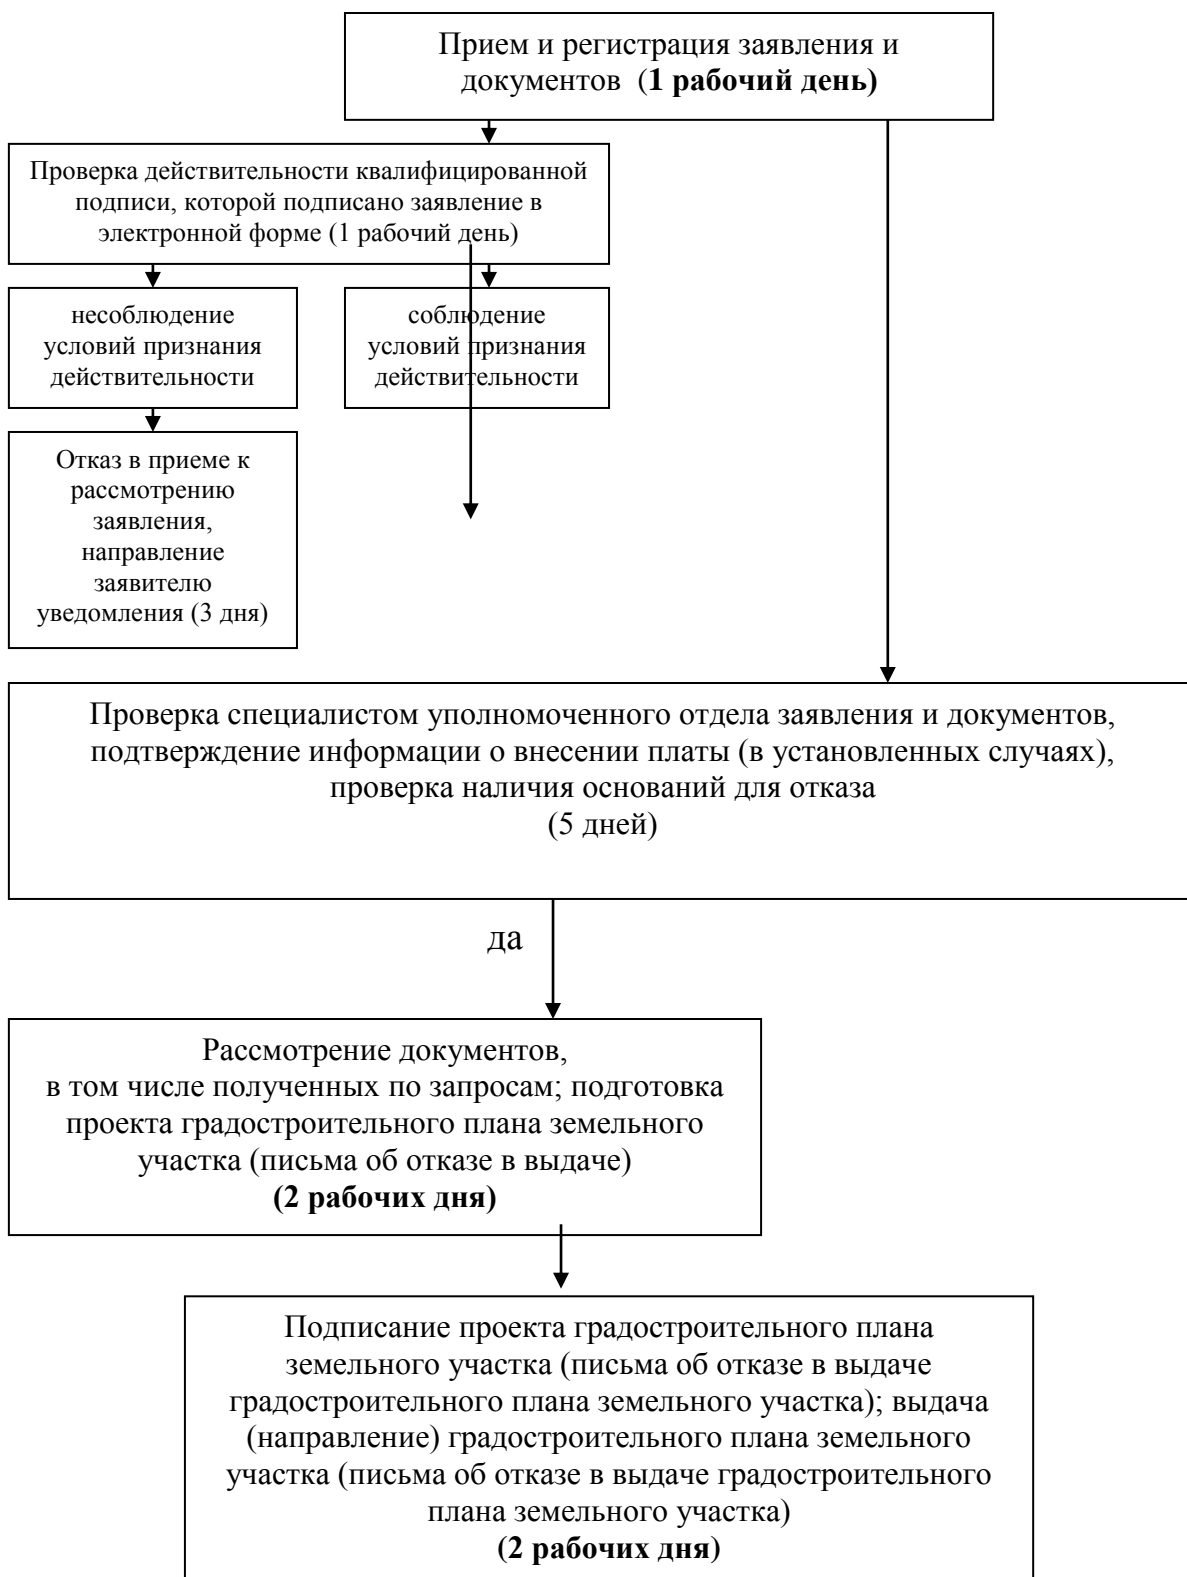 Прием и регистрация заявления и
документов (1 рабочий день)
Проверка действительности квалифицированной
подписи, которой подписано заявление в
электронной форме (1 рабочий день)
несоблюдение
условий признания
действительности
соблюдение
условий признания
действительности
Отказ в приеме к
рассмотрению
заявления,
направление
заявителю
уведомления (3 дня)
Проверка специалистом уполномоченного отдела заявления и документов,
подтверждение информации о внесении платы (в установленных случаях),
проверка наличия оснований для отказа
(5 дней)
да
Рассмотрение документов,
в том числе полученных по запросам; подготовка
проекта градостроительного плана земельного
участка (письма об отказе в выдаче)
(2 рабочих дня)
Подписание проекта градостроительного плана
земельного участка (письма об отказе в выдаче
градостроительного плана земельного участка); выдача
(направление) градостроительного плана земельного
участка (письма об отказе в выдаче градостроительного
плана земельного участка)
(2 рабочих дня)